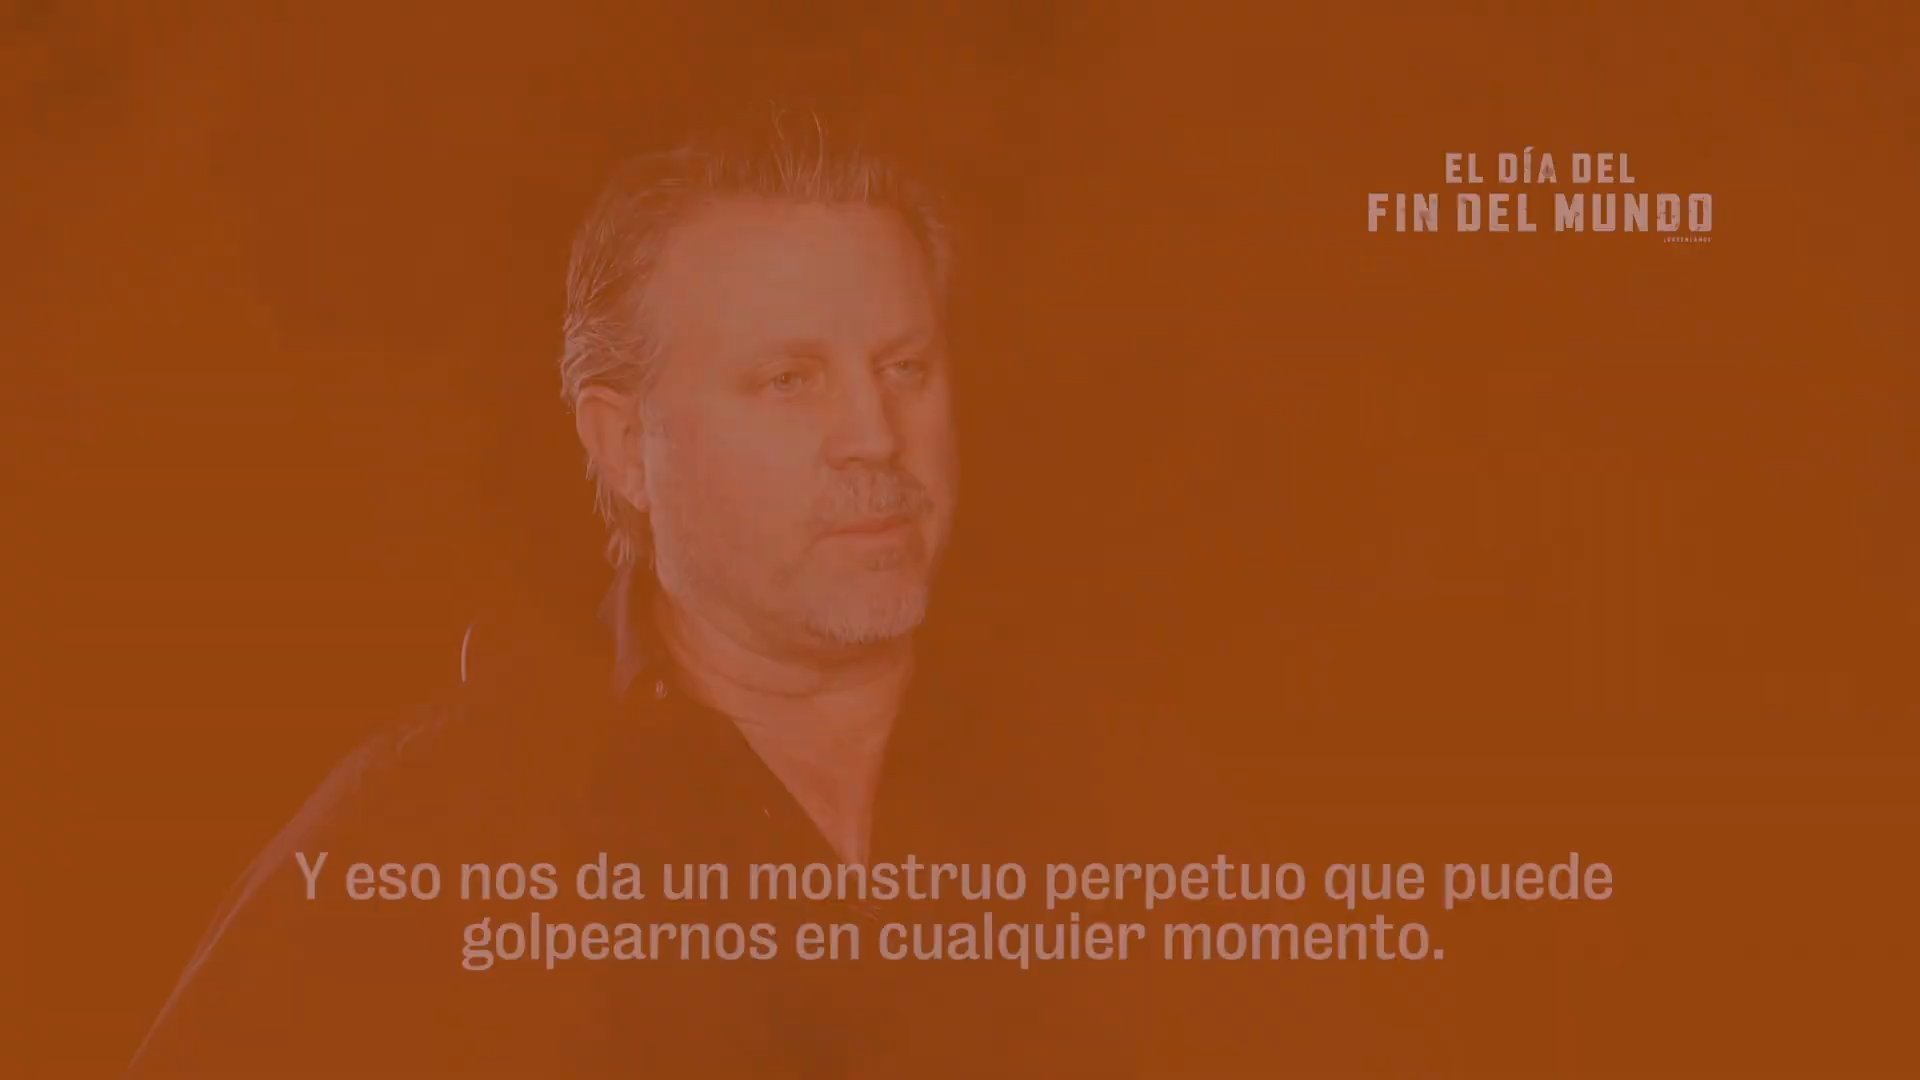 EL DÍA DEL
FIN DEL MUNDO
Y eso nos da un monstruo perpetuo que puede
golpearnos en cualquier momento.